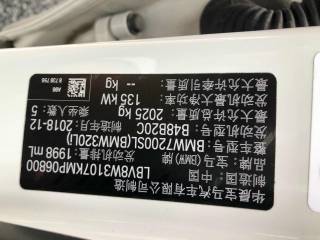 华晨宝马汽车有限公司制造
LBV8W3107KMP06800
中国 品牌 宝马(BMW) 发动机排量 1998 mL
整车型号 BMW7200SL(BMW320Li)
发动机型号 B48B20C 制造年月 2018-12
最大允许总质量 2025 kg 乘坐人数 5
发动机最大净功率 135 kW
最大允许牵引质量 -- kg